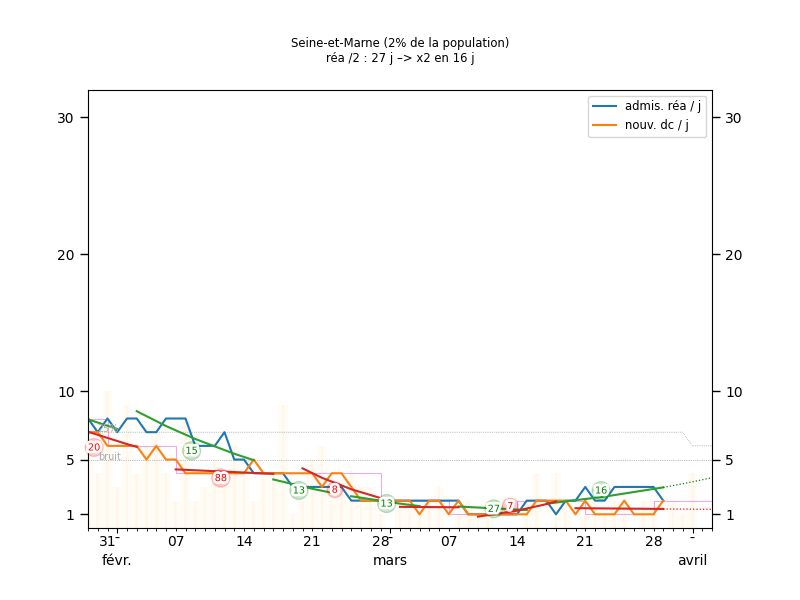 Seine-et-Marne (2% de la population)
réa /2 : 27 j –> x2 en 16 j
admis. réa / j
nouv. dc / j
30 30
20 20
10 10
5 5
1 1
bruit
20
15
88
13
8
13
27
7
16
31 07 14 21 28 07 14 21 28
févr. mars avril